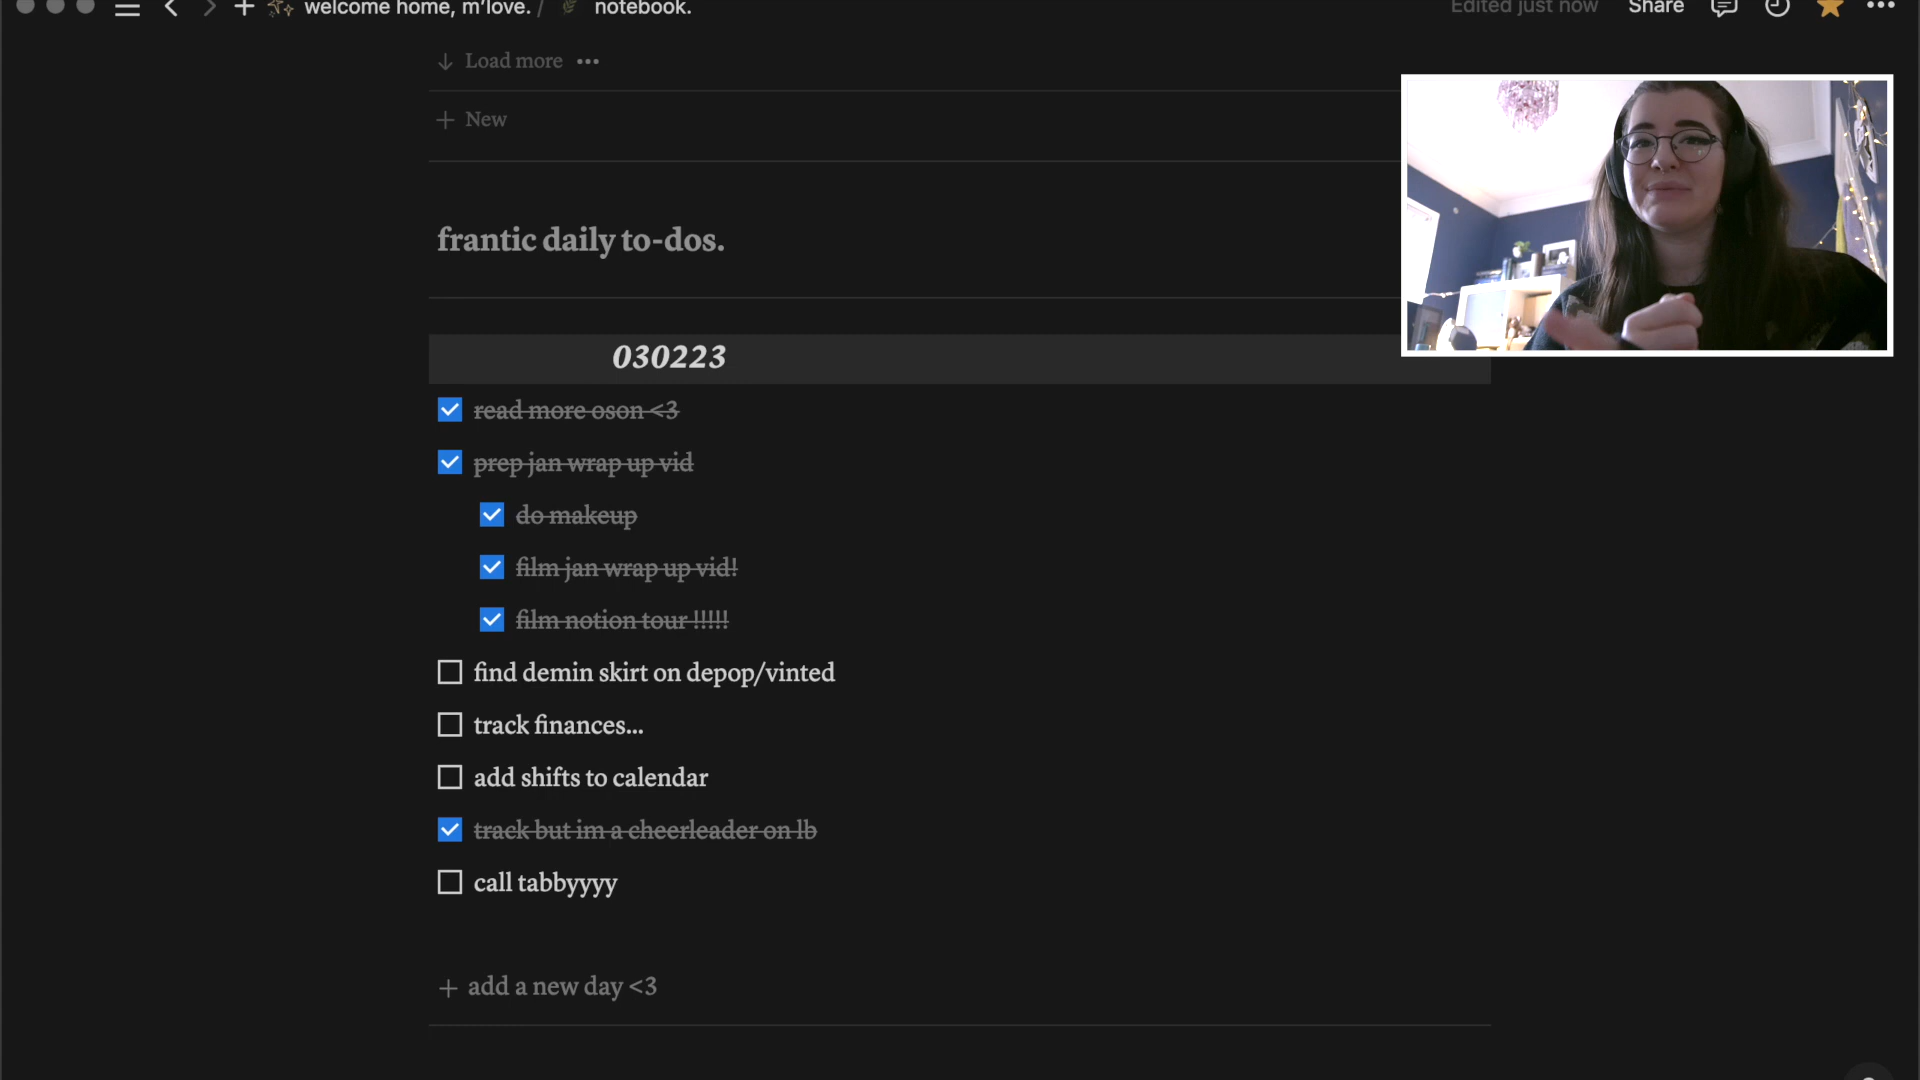 welcome home, m'love. / notebook.
Edited just now Share
Load more
New
frantic daily to-dos.
030223
read more oson <3
prep jan wrap up vid
do makeup
film jan wrap up vid!
film notion tour !!!!!
find demin skirt on depop/vinted
track finances...
add shifts to calendar
track but im a cheerleader on lb
call tabbyyyy
+ add a new day <3